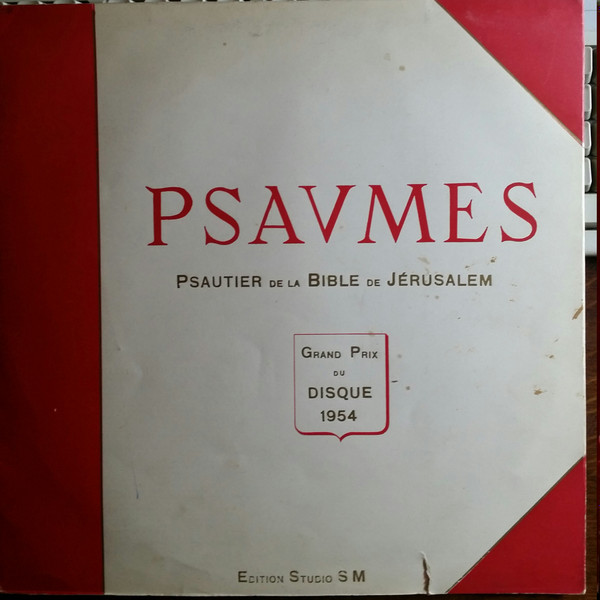 PSAVMES
PSAUTIER DE LA BIBLE DE JÉRUSALEM
GRAND PRIX
DU
DISQUE
1954
EDITION STUDIO SM